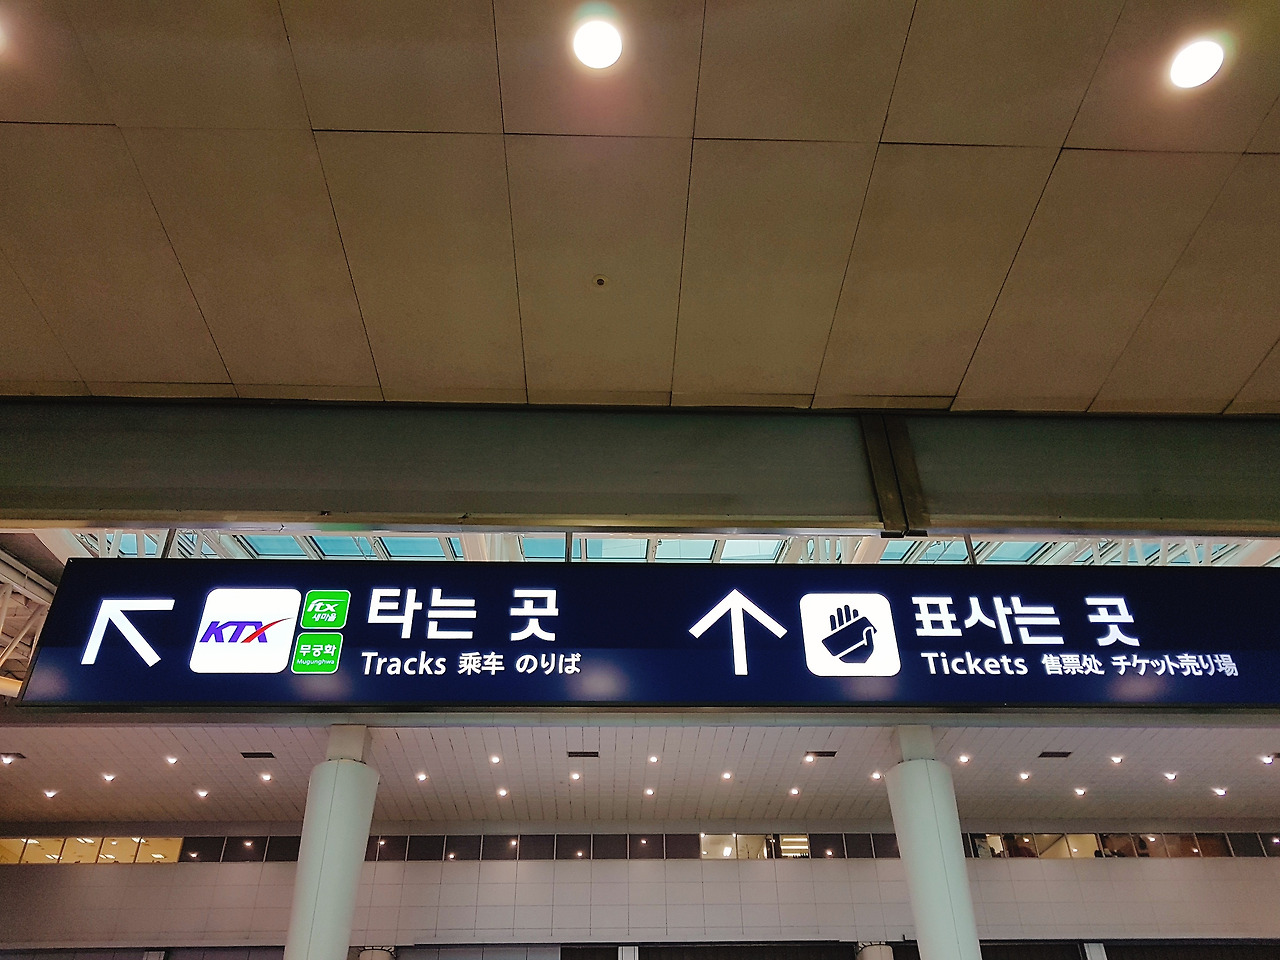 KTX
itx
새마을
무궁화
Mugunghwa
타는 곳
Tracks 乘车 のりば
표사는 곳
Tickets 售票处 チケット売り場